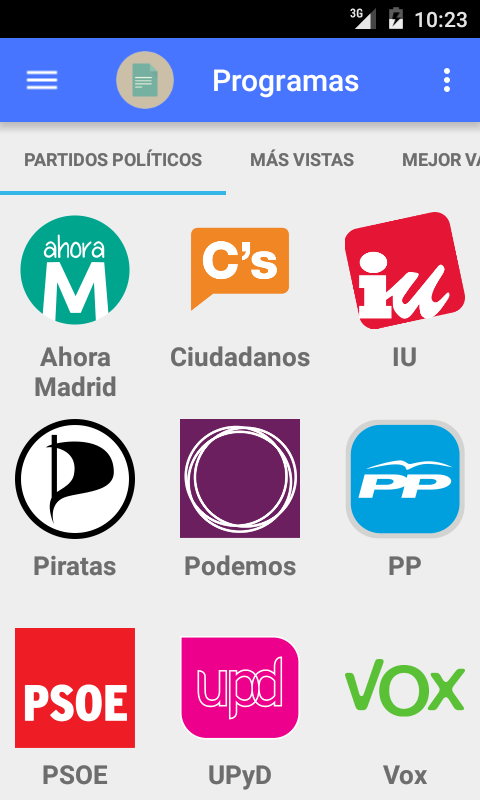 3G 10:23
Programas
PARTIDOS POLÍTICOS MÁS VISTAS MEJOR VA
ahora M C's iu
Ahora Madrid Ciudadanos IU
P PP
Piratas Podemos PP
PSOE upd VOX
PSOE UPyD Vox